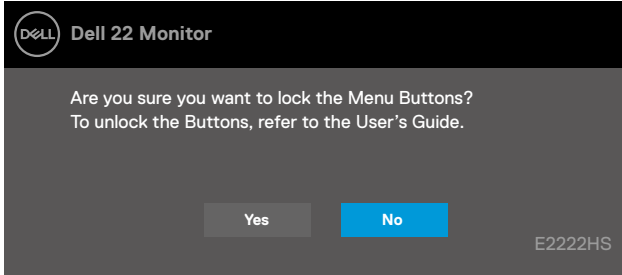 DELL
Dell 22 Monitor
Are you sure you want to lock the Menu Buttons?
To unlock the Buttons, refer to the User’s Guide.
Yes
No
E2222HS